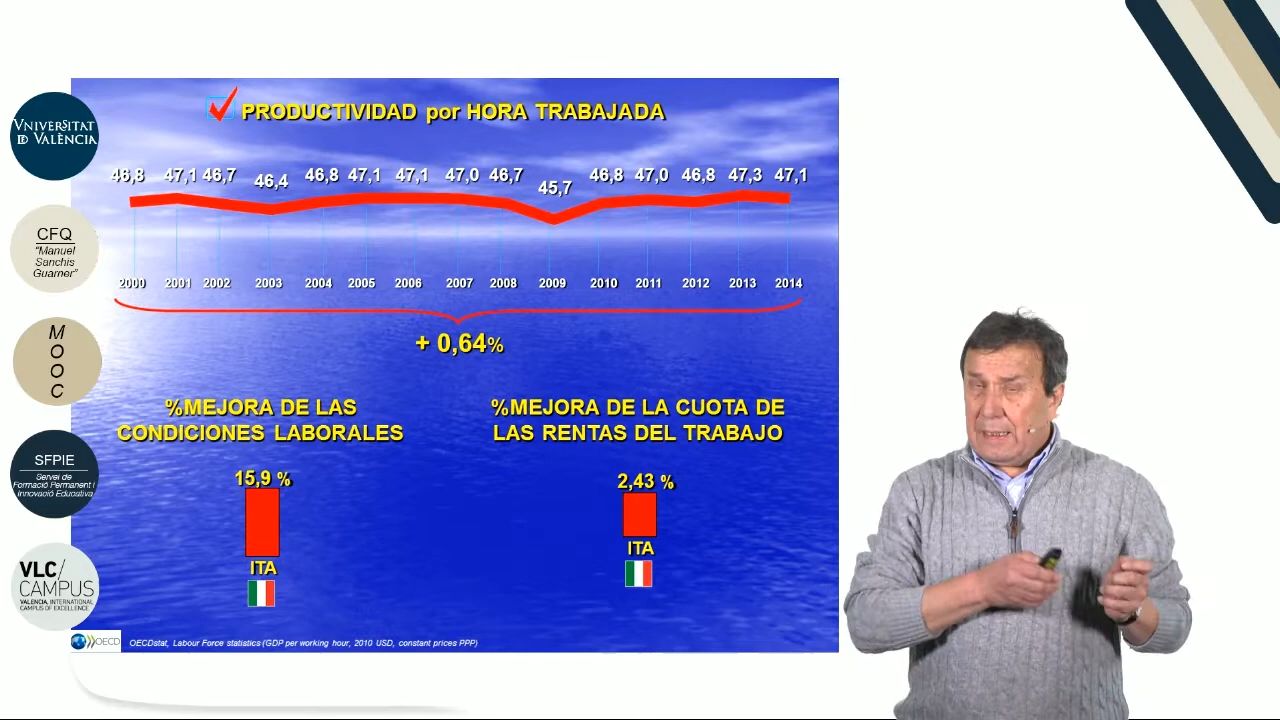 PRODUCTIVIDAD por HORA TRABAJADA
46,8 47,1 46,7 46,4 46,8 47,1 47,1 47,0 46,7 45,7 46,8 47,0 46,8 47,3 47,1
2000 2001 2002 2003 2004 2005 2006 2007 2008 2009 2010 2011 2012 2013 2014
+ 0,64%
%MEJORA DE LAS
CONDICIONES LABORALES
15,9 %
ITA
%MEJORA DE LA CUOTA DE
LAS RENTAS DEL TRABAJO
2,43 %
ITA
OECD
OECDstat, Labour Force statistics (GDP per working hour, 2010 USD, constant prices PPP)
VNIVERSITAT
ID VALÈNCIA
CFQ
"Manuel
Sanchis
Guarner"
M
O
O
C
SFPIE
Servei de
Formació Permanent i
Innovació Educativa
VLC/
CAMPUS
VALENCIA, INTERNATIONAL
CAMPUS OF EXCELLENCE